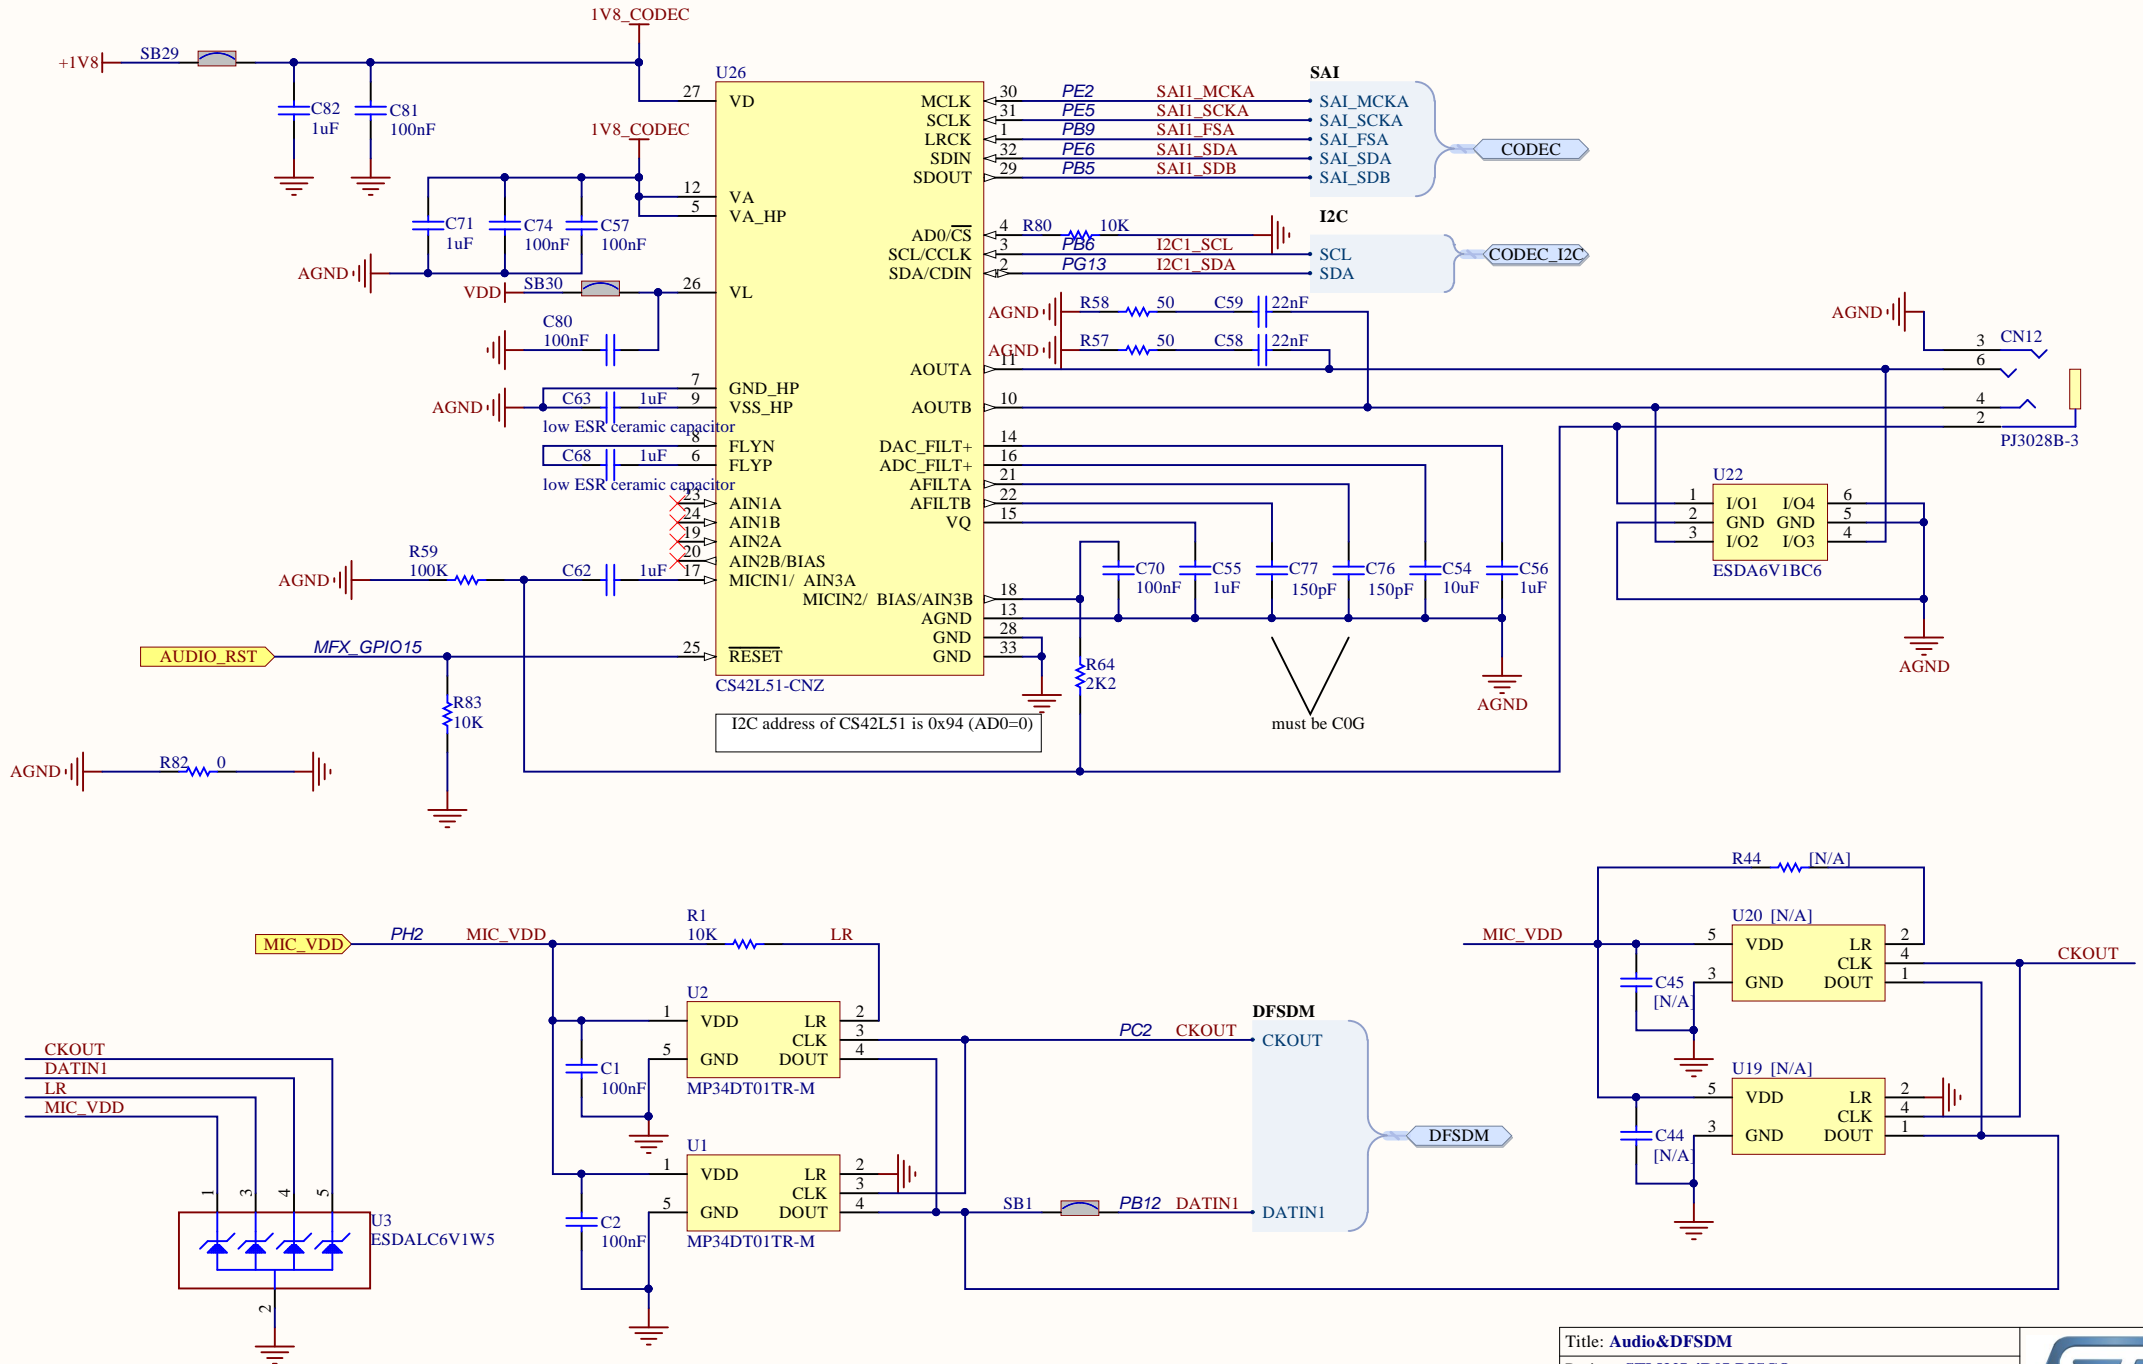 1V8_CODEC
+1V8
SB29
C82
1uF
C81
100nF
1V8_CODEC
C71
1uF
C74
100nF
C57
100nF
AGND
VDD
SB30
C80
100nF
AGND
C63
1uF
low ESR ceramic capacitor
C68
1uF
low ESR ceramic capacitor
R59
100K
AGND
C62
1uF
AUDIO_RST
MFX_GPIO15
R83
10K
AGND
R82
0
U26
27
VD
12
VA
5
VA_HP
26
VL
7
GND_HP
9
VSS_HP
8
FLYN
6
FLYP
23
AIN1A
24
AIN1B
19
AIN2A
20
AIN2B/BIAS
17
MICIN1/ AIN3A
25
RESET
MCLK
30
PE2
SAI1_MCKA
SCLK
31
PE5
SAI1_SCKA
LRCK
1
PB9
SAI1_FSA
SDIN
32
PE6
SAI1_SDA
SDOUT
29
PB5
SAI1_SDB
AD0/CS
4
R80
10K
SCL/CCLK
3
PB6
I2C1_SCL
SDA/CDIN
2
PG13
I2C1_SDA
AOUTA
11
AOUTB
10
DAC_FILT+
14
ADC_FILT+
16
AFILTA
21
AFILTB
22
VQ
15
MICIN2/ BIAS/AIN3B
18
AGND
13
GND
28
GND
33
CS42L51-CNZ
I2C address of CS42L51 is 0x94 (AD0=0)
SAI
SAI_MCKA
SAI_SCKA
SAI_FSA
SAI_SDA
SAI_SDB
CODEC
I2C
SCL
SDA
CODEC_I2C
AGND
R58
50
C59
22nF
AGND
R57
50
C58
22nF
C70
100nF
C55
1uF
C77
150pF
C76
150pF
C54
10uF
C56
1uF
R64
2K2
must be C0G
AGND
AGND
CN12
3
6
4
2
PJ3028B-3
U22
1
I/O1
I/O4
6
2
GND
GND
5
3
I/O2
I/O3
4
ESDA6V1BC6
AGND
MIC_VDD
PH2
MIC_VDD
R1
10K
LR
U2
1
VDD
LR
2
CLK
3
5
GND
DOUT
4
MP34DT01TR-M
C1
100nF
U1
1
VDD
LR
2
CLK
3
5
GND
DOUT
4
MP34DT01TR-M
C2
100nF
CKOUT
DATIN1
LR
MIC_VDD
1
3
4
5
U3
ESDALC6V1W5
2
DFSDM
PC2
CKOUT
CKOUT
SB1
PB12
DATIN1
DATIN1
DFSDM
R44
[N/A]
MIC_VDD
U20 [N/A]
5
VDD
LR
2
CLK
4
3
GND
DOUT
1
CKOUT
C45
[N/A]
U19 [N/A]
5
VDD
LR
2
CLK
4
3
GND
DOUT
1
C44
[N/A]
Title: Audio&DFSDM